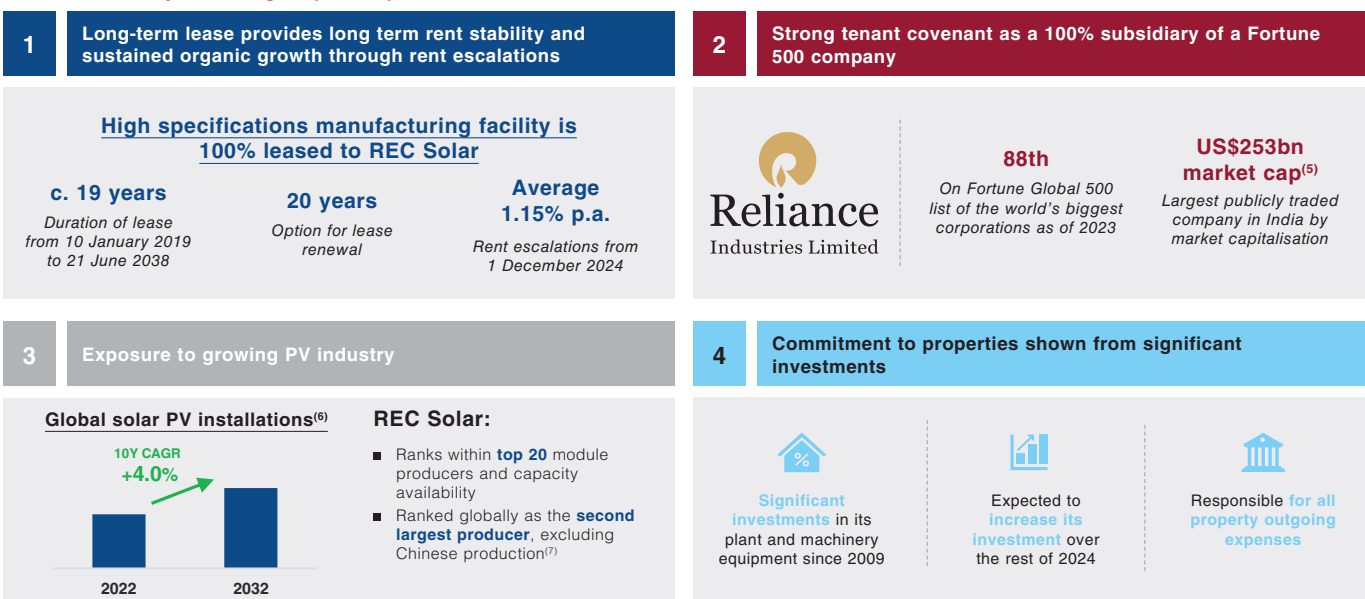 1
Long-term lease provides long term rent stability and
sustained organic growth through rent escalations
High specifications manufacturing facility is
100% leased to REC Solar
c. 19 years
Duration of lease
from 10 January 2019
to 21 June 2038
20 years
Option for lease
renewal
Average
1.15% p.a.
Rent escalations from
1 December 2024
2
Strong tenant covenant as a 100% subsidiary of a Fortune
500 company
Reliance
Industries Limited
88th
On Fortune Global 500
list of the world's biggest
corporations as of 2023
US$253bn
market cap(5)
Largest publicly traded
company in India by
market capitalisation
3
Exposure to growing PV industry
Global solar PV installations(6)
10Y CAGR
+4.0%
2022
2032
REC Solar:
■ Ranks within top 20 module
producers and capacity
availability
■ Ranked globally as the second
largest producer, excluding
Chinese production(7)
4
Commitment to properties shown from significant
investments
%
Significant
investments in its
plant and machinery
equipment since 2009
Expected to
increase its
investment over
the rest of 2024
Responsible for all
property outgoing
expenses